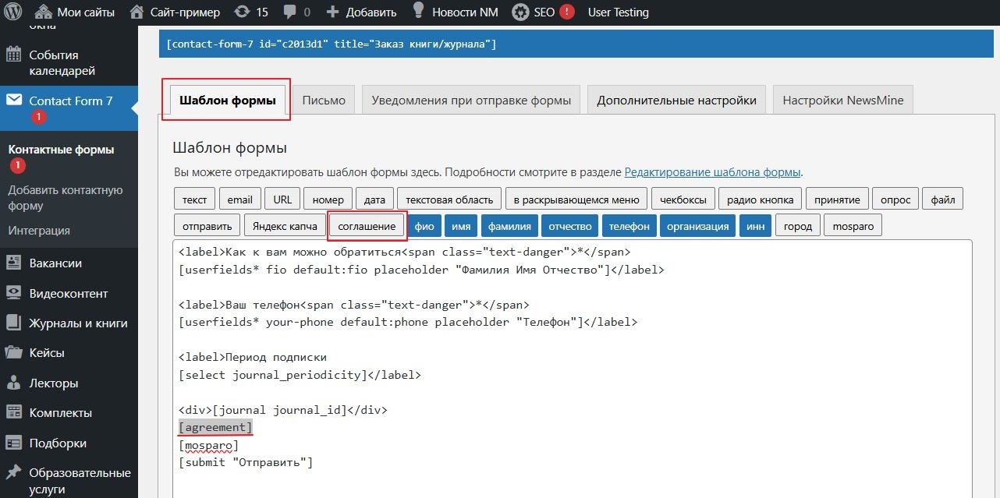 Мои сайты Сайт-пример 15 0 Добавить Новости NM SEO ! User Testing
окна
События
календарей
Contact Form 7
1
Контактные формы
1
Добавить контактную
форму
Интеграция
Вакансии
Видеоконтент
Журналы и книги
Кейсы
Лекторы
Комплекты
Подборки
Образовательные
услуги
[contact-form-7 id="c2013d1" title="Заказ книги/журнала"]
Шаблон формы Письмо Уведомления при отправке формы Дополнительные настройки Настройки NewsMine
Шаблон формы
Вы можете отредактировать шаблон формы здесь. Подробности смотрите в разделе Редактирование шаблона формы.
текст email URL номер дата текстовая область в раскрывающемся меню чекбоксы радио кнопка принятие опрос файл
отправить Яндекс капча соглашение фио имя фамилия отчество телефон организация инн город mosparo
<label>Как к вам можно обратиться<span class="text-danger">*</span>
[userfields* fio default:fio placeholder "Фамилия Имя Отчество"]</label>
<label>Ваш телефон<span class="text-danger">*</span>
[userfields* your-phone default:phone placeholder "Телефон"]</label>
<label>Период подписки
[select journal_periodicity]</label>
<div>[journal journal_id]</div>
[agreement]
[mosparo]
[submit "Отправить"]